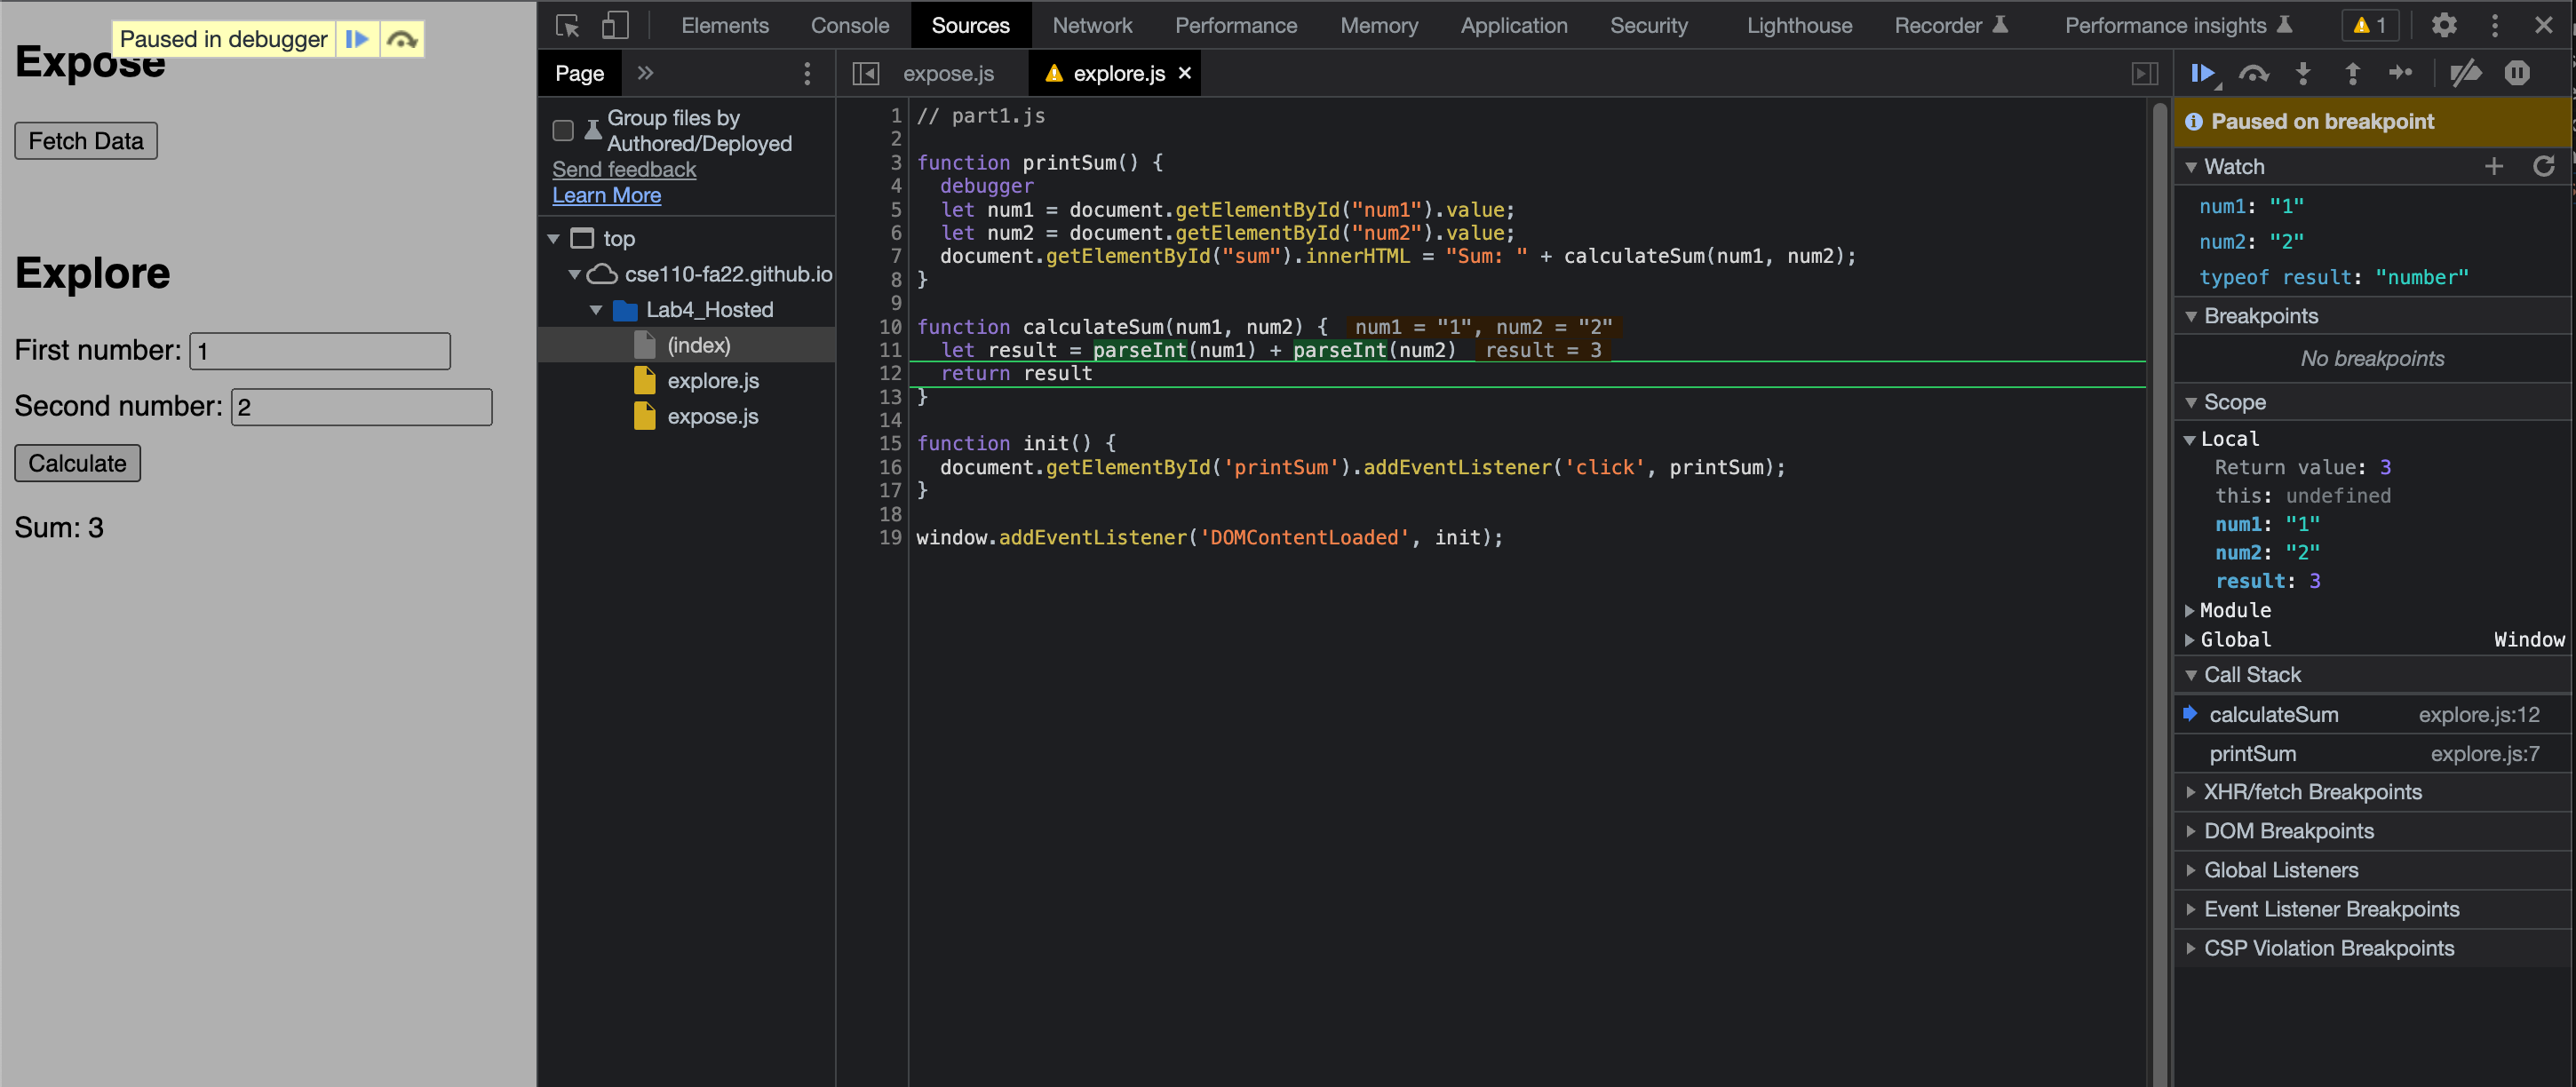 Paused in debugger
Expose
Fetch Data
Explore
First number: 1
Second number: 2
Calculate
Sum: 3
Elements Console Sources Network Performance Memory Application Security Lighthouse Recorder Performance insights 1
Page
Group files by
Authored/Deployed
Send feedback
Learn More
top
cse110-fa22.github.io
Lab4_Hosted
(index)
explore.js
expose.js
expose.js explore.js
1 // part1.js
2
3 function printSum() {
4 debugger
5 let num1 = document.getElementById("num1").value;
6 let num2 = document.getElementById("num2").value;
7 document.getElementById("sum").innerHTML = "Sum: " + calculateSum(num1, num2);
8 }
9
10 function calculateSum(num1, num2) { num1 = "1", num2 = "2"
11 let result = parseInt(num1) + parseInt(num2) result = 3
12 return result
13 }
14
15 function init() {
16 document.getElementById('printSum').addEventListener('click', printSum);
17 }
18
19 window.addEventListener('DOMContentLoaded', init);
Paused on breakpoint
Watch
num1: "1"
num2: "2"
typeof result: "number"
Breakpoints
No breakpoints
Scope
Local
Return value: 3
this: undefined
num1: "1"
num2: "2"
result: 3
Module
Global Window
Call Stack
calculateSum explore.js:12
printSum explore.js:7
XHR/fetch Breakpoints
DOM Breakpoints
Global Listeners
Event Listener Breakpoints
CSP Violation Breakpoints